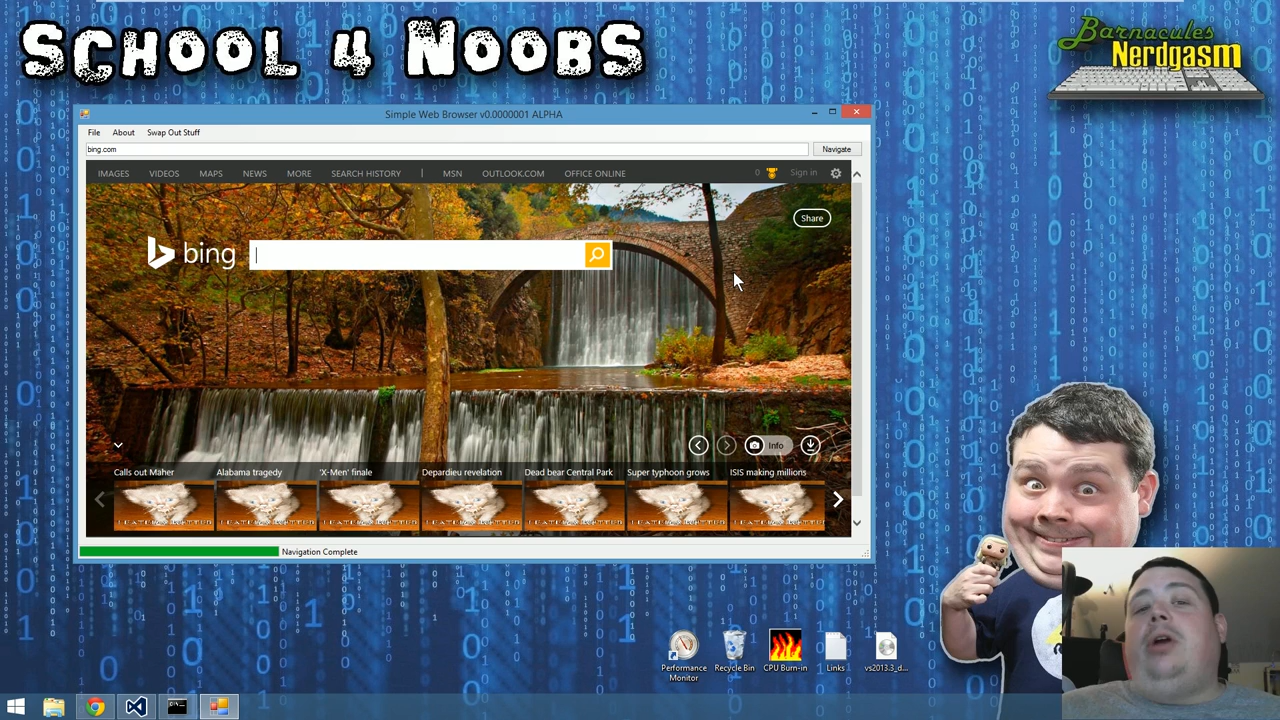 SCHOOL 4 NOOBS
Barnacules
Nerdgasm
Simple Web Browser v0.0000001 ALPHA
File About Swap Out Stuff
bing.com Navigate
IMAGES VIDEOS MAPS NEWS MORE SEARCH HISTORY | MSN OUTLOOK.COM OFFICE ONLINE 0 Sign in
Share
bing
Info
Calls out Maher Alabama tragedy 'X-Men' finale Depardieu revelation Dead bear Central Park Super typhoon grows ISIS making millions
Navigation Complete
Performance Monitor Recycle Bin CPU Burn-in Links vs2013.3_d...